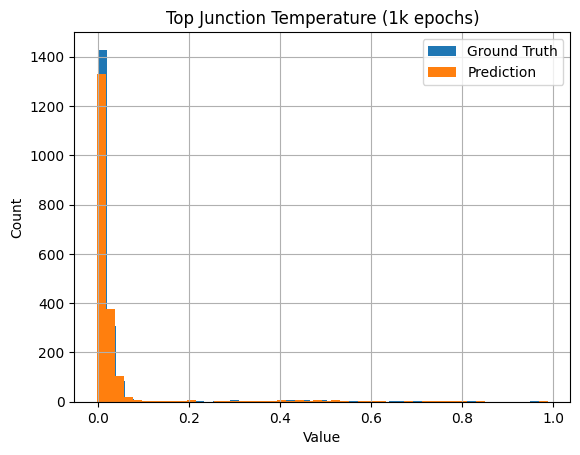 Top Junction Temperature (1k epochs)
Ground Truth
Prediction
1400
1200
1000
800
600
400
200
0
Count
0.0 0.2 0.4 0.6 0.8 1.0
Value